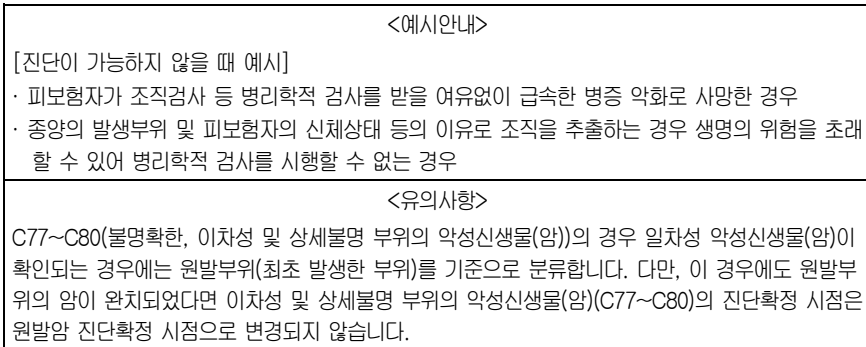 <예시안내>
[진단이 가능하지 않을 때 예시]
· 피보험자가 조직검사 등 병리학적 검사를 받을 여유없이 급속한 병증 악화로 사망한 경우
· 종양의 발생부위 및 피보험자의 신체상태 등의 이유로 조직을 추출하는 경우 생명의 위험을 초래
할 수 있어 병리학적 검사를 시행할 수 없는 경우
<유의사항>
C77~C80(불명확한, 이차성 및 상세불명 부위의 악성신생물(암))의 경우 일차성 악성신생물(암)이
확인되는 경우에는 원발부위(최초 발생한 부위)를 기준으로 분류합니다. 다만, 이 경우에도 원발부
위의 암이 완치되었다면 이차성 및 상세불명 부위의 악성신생물(암)(C77~C80)의 진단확정 시점은
원발암 진단확정 시점으로 변경되지 않습니다.